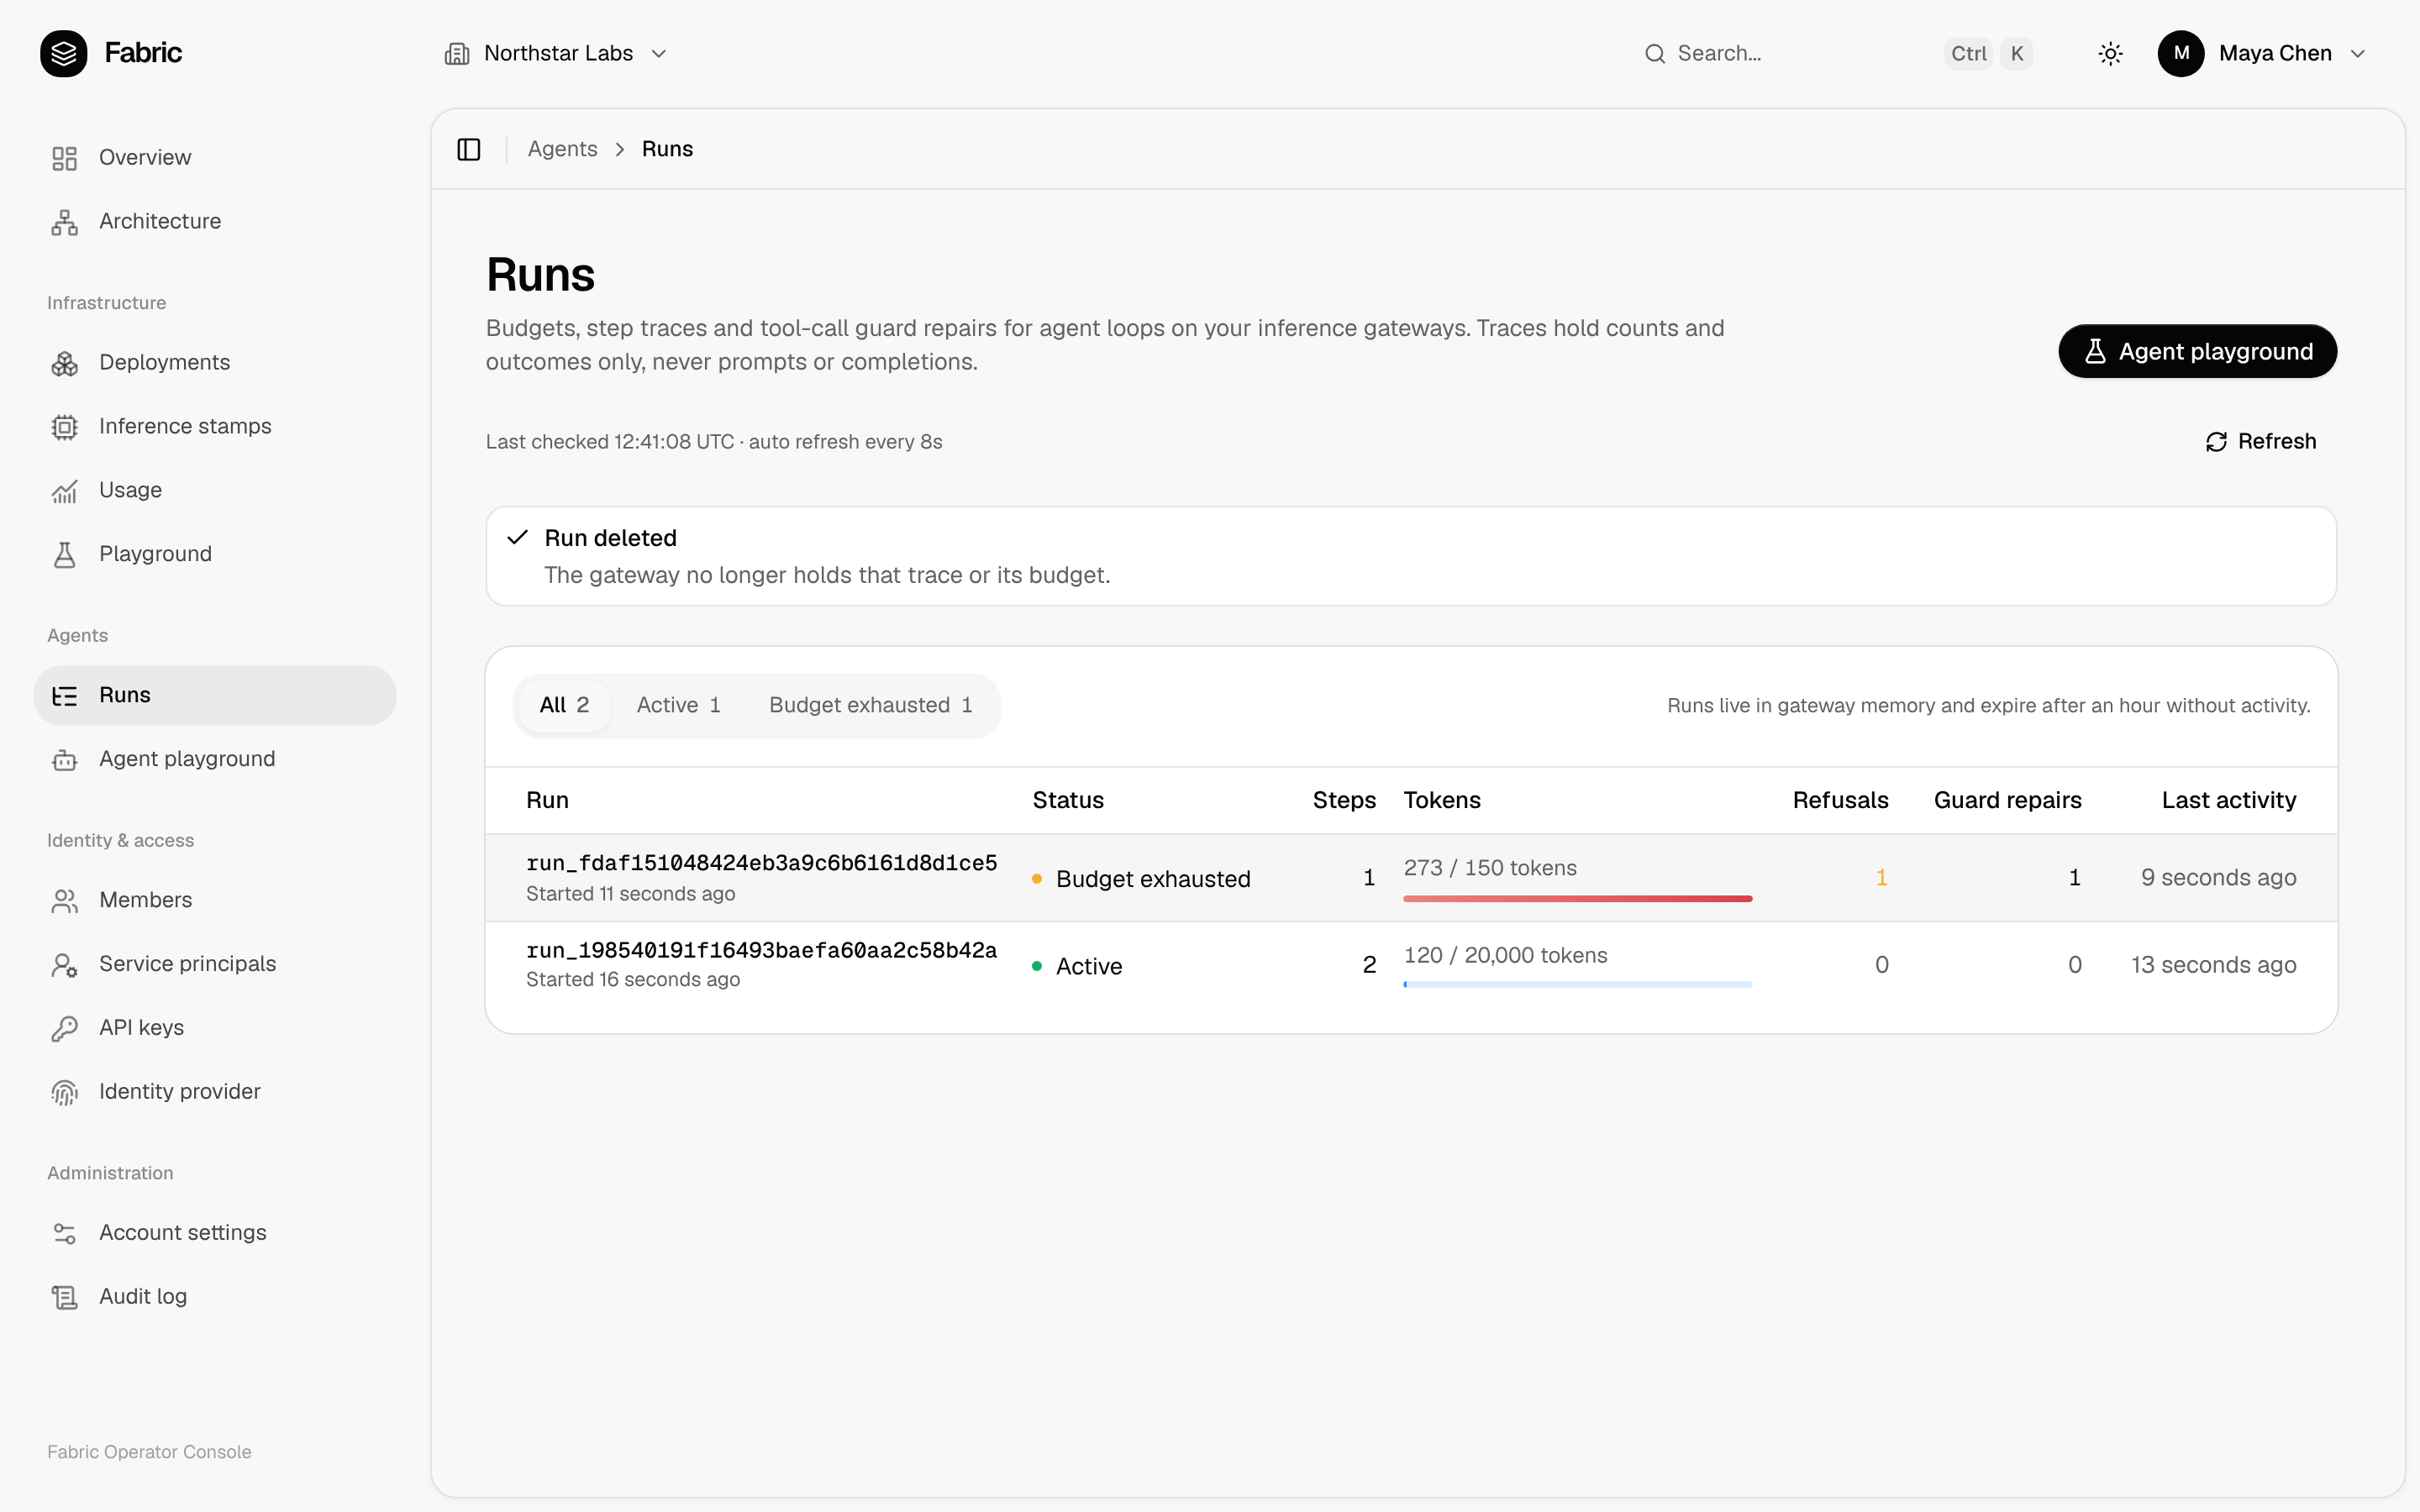 Fabric
Northstar Labs
Search...
Ctrl K
M
Maya Chen
Overview
Architecture
Infrastructure
Deployments
Inference stamps
Usage
Playground
Agents
Runs
Agent playground
Identity & access
Members
Service principals
API keys
Identity provider
Administration
Account settings
Audit log
Fabric Operator Console
Agents > Runs
Runs
Budgets, step traces and tool-call guard repairs for agent loops on your inference gateways. Traces hold counts and
outcomes only, never prompts or completions.
Agent playground
Last checked 12:41:08 UTC · auto refresh every 8s
Refresh
Run deleted
The gateway no longer holds that trace or its budget.
All 2 Active 1 Budget exhausted 1
Runs live in gateway memory and expire after an hour without activity.
Run Status Steps Tokens Refusals Guard repairs Last activity
run_fdaf151048424eb3a9c6b6161d8d1ce5
Started 11 seconds ago
Budget exhausted
1
273 / 150 tokens
1
1
9 seconds ago
run_198540191f16493baefa60aa2c58b42a
Started 16 seconds ago
Active
2
120 / 20,000 tokens
0
0
13 seconds ago